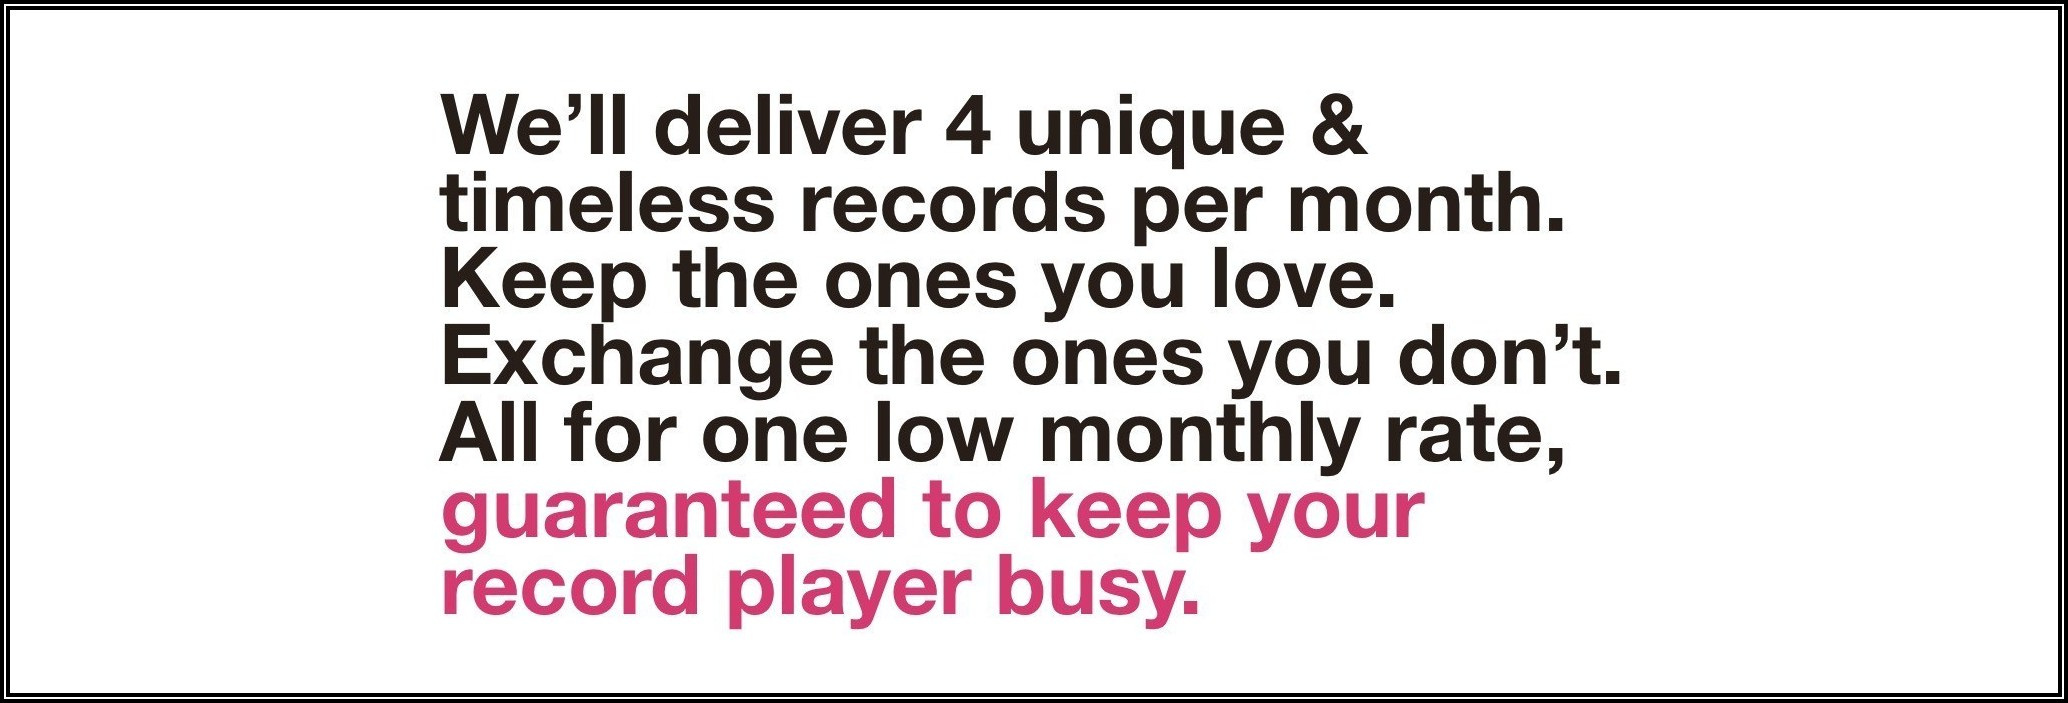 We’ll deliver 4 unique &
timeless records per month.
Keep the ones you love.
Exchange the ones you don’t.
All for one low monthly rate,
guaranteed to keep your
record player busy.